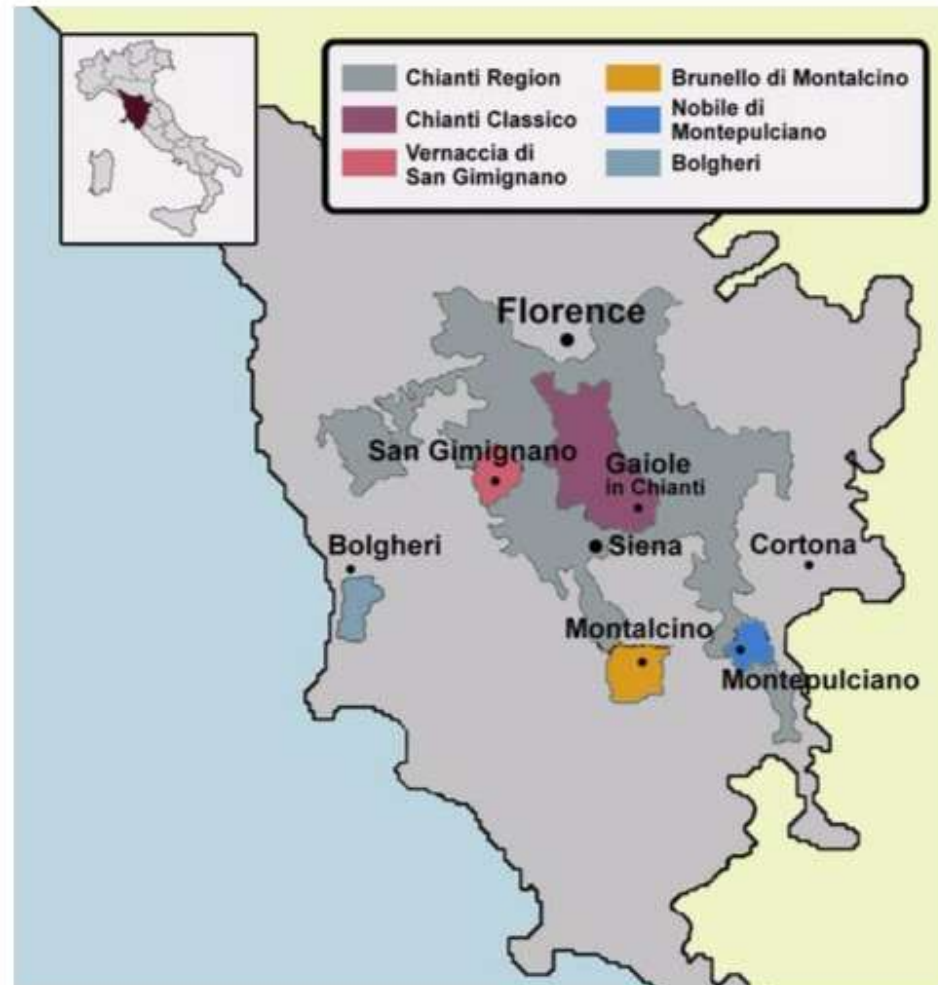 Chianti Region
Chianti Classico
Vernaccia di
San Gimignano
Brunello di Montalcino
Nobile di
Montepulciano
Bolgheri
Florence
San Gimignano
Gaiole
in Chianti
Bolgheri
Siena
Cortona
Montalcino
Montepulciano